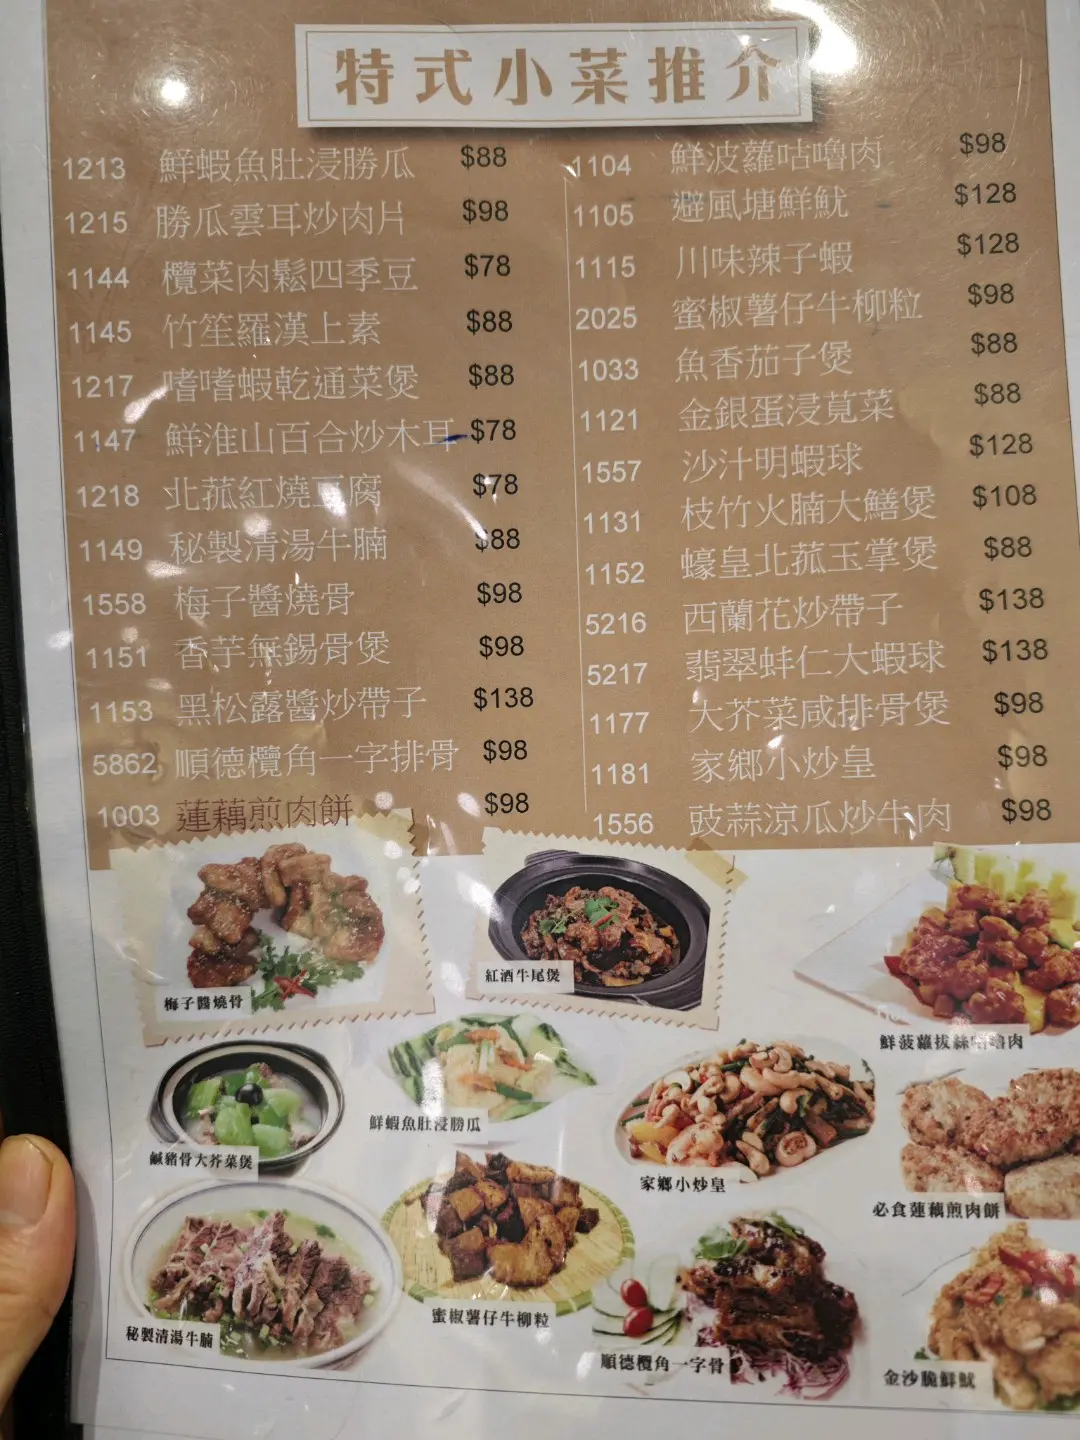 特式小菜推介
1213 鮮蝦魚肚浸勝瓜 $88
1215 勝瓜雲耳炒肉片 $98
1144 欖菜肉鬆四季豆 $78
1145 竹笙羅漢上素 $88
1217 嗜嗜蝦乾通菜煲 $88
1147 鮮淮山百合炒木耳 $78
1218 北菰紅燒豆腐 $78
1149 秘製清湯牛腩 $88
1558 梅子醬燒骨 $98
1151 香芋無錫骨煲 $98
1153 黑松露醬炒帶子 $138
5862 順德欖角一字排骨 $98
1003 蓮藕煎肉餅 $98
1104 鮮波蘿咕嚕肉 $98
1105 避風塘鮮魷 $128
1115 川味辣子蝦 $128
2025 蜜椒薯仔牛柳粒 $98
1033 魚香茄子煲 $88
1121 金銀蛋浸莧菜 $88
1557 沙汁明蝦球 $128
1131 枝竹火腩大鱔煲 $108
1152 蠔皇北菰玉掌煲 $88
5216 西蘭花炒帶子 $138
5217 翡翠蚌仁大蝦球 $138
1177 大芥菜咸排骨煲 $98
1181 家鄉小炒皇 $98
1556 豉蒜涼瓜炒牛肉 $98
梅子醬燒骨
紅酒牛尾煲
鮮菠蘿拔絲咕嚕肉
鹹豬骨大芥菜煲
鮮蝦魚肚浸勝瓜
家鄉小炒皇
必食蓮藕煎肉餅
秘製清湯牛腩
蜜椒薯仔牛柳粒
順德欖角一字骨
金沙脆鮮魷